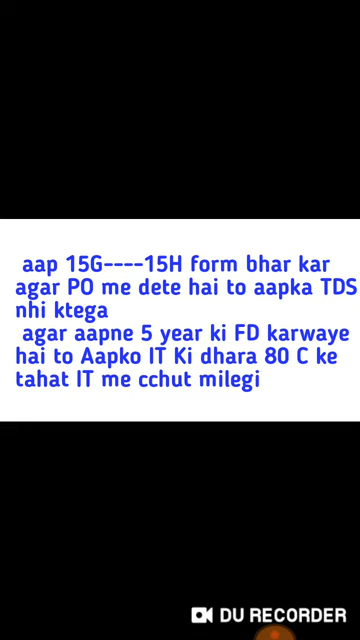 aap 15G----15H form bhar kar
agar PO me dete hai to aapka TDS
nhi ktega
agar aapne 5 year ki FD karwaye
hai to Aapko IT Ki dhara 80 C ke
tahat IT me cchut milegi
DU RECORDER